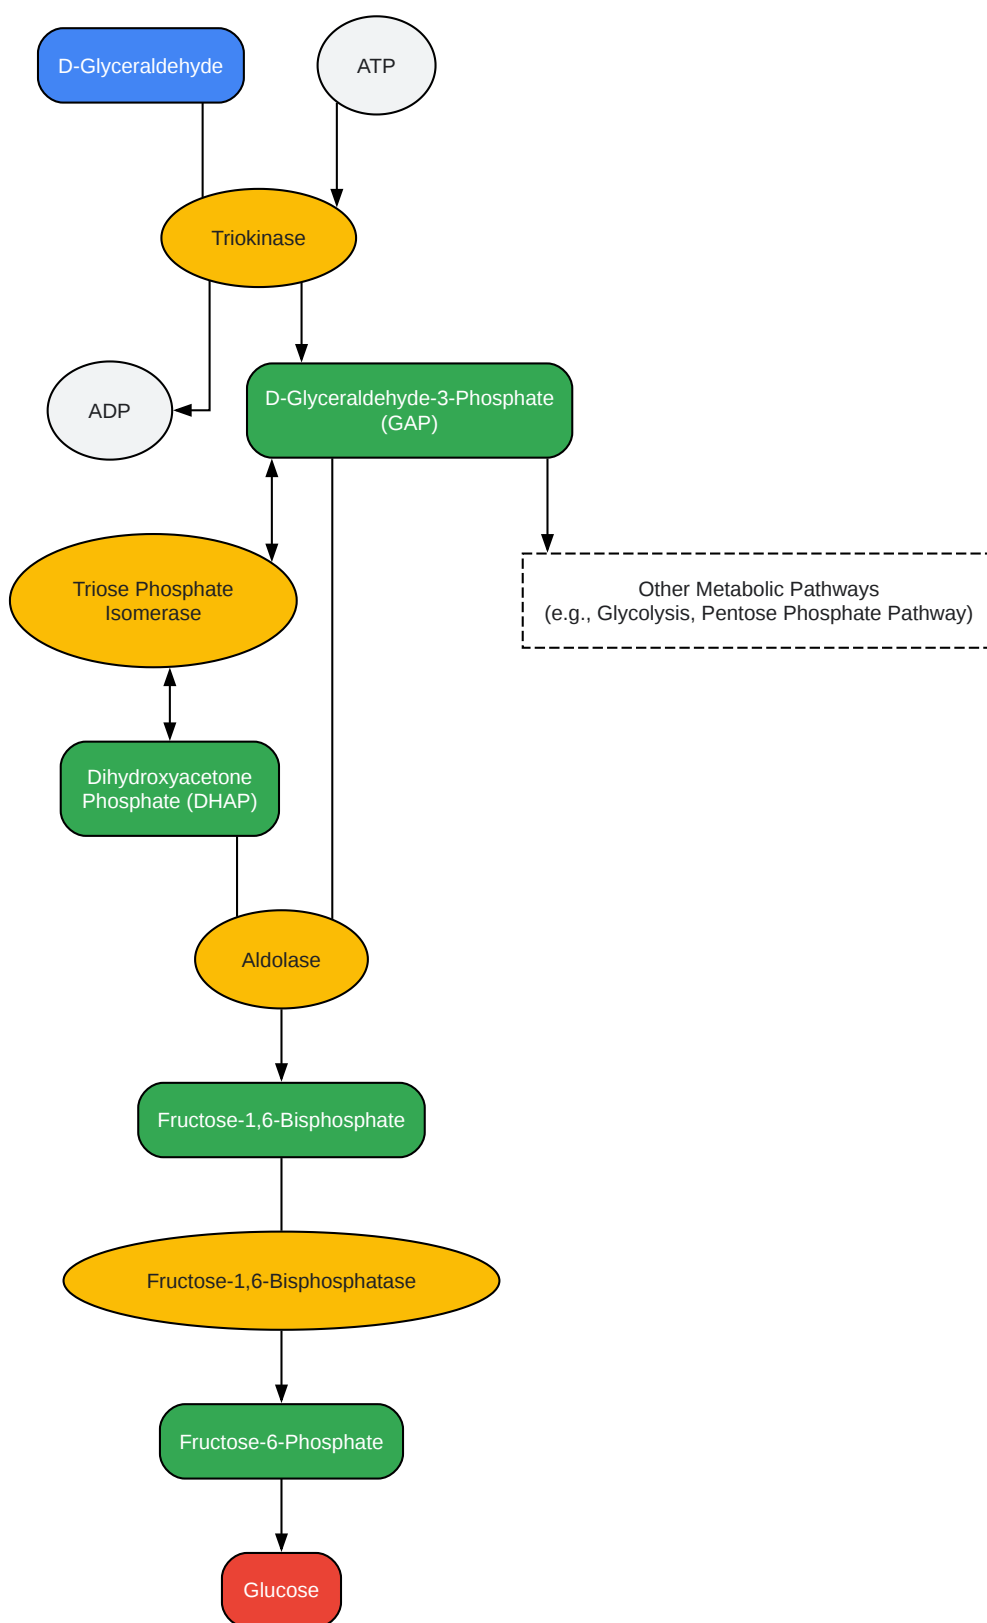 D-Glyceraldehyde
ATP
Triokinase
ADP
D-Glyceraldehyde-3-Phosphate
(GAP)
Triose Phosphate
Isomerase
Other Metabolic Pathways
(e.g., Glycolysis, Pentose Phosphate Pathway)
Dihydroxyacetone
Phosphate (DHAP)
Aldolase
Fructose-1,6-Bisphosphate
Fructose-1,6-Bisphosphatase
Fructose-6-Phosphate
Glucose